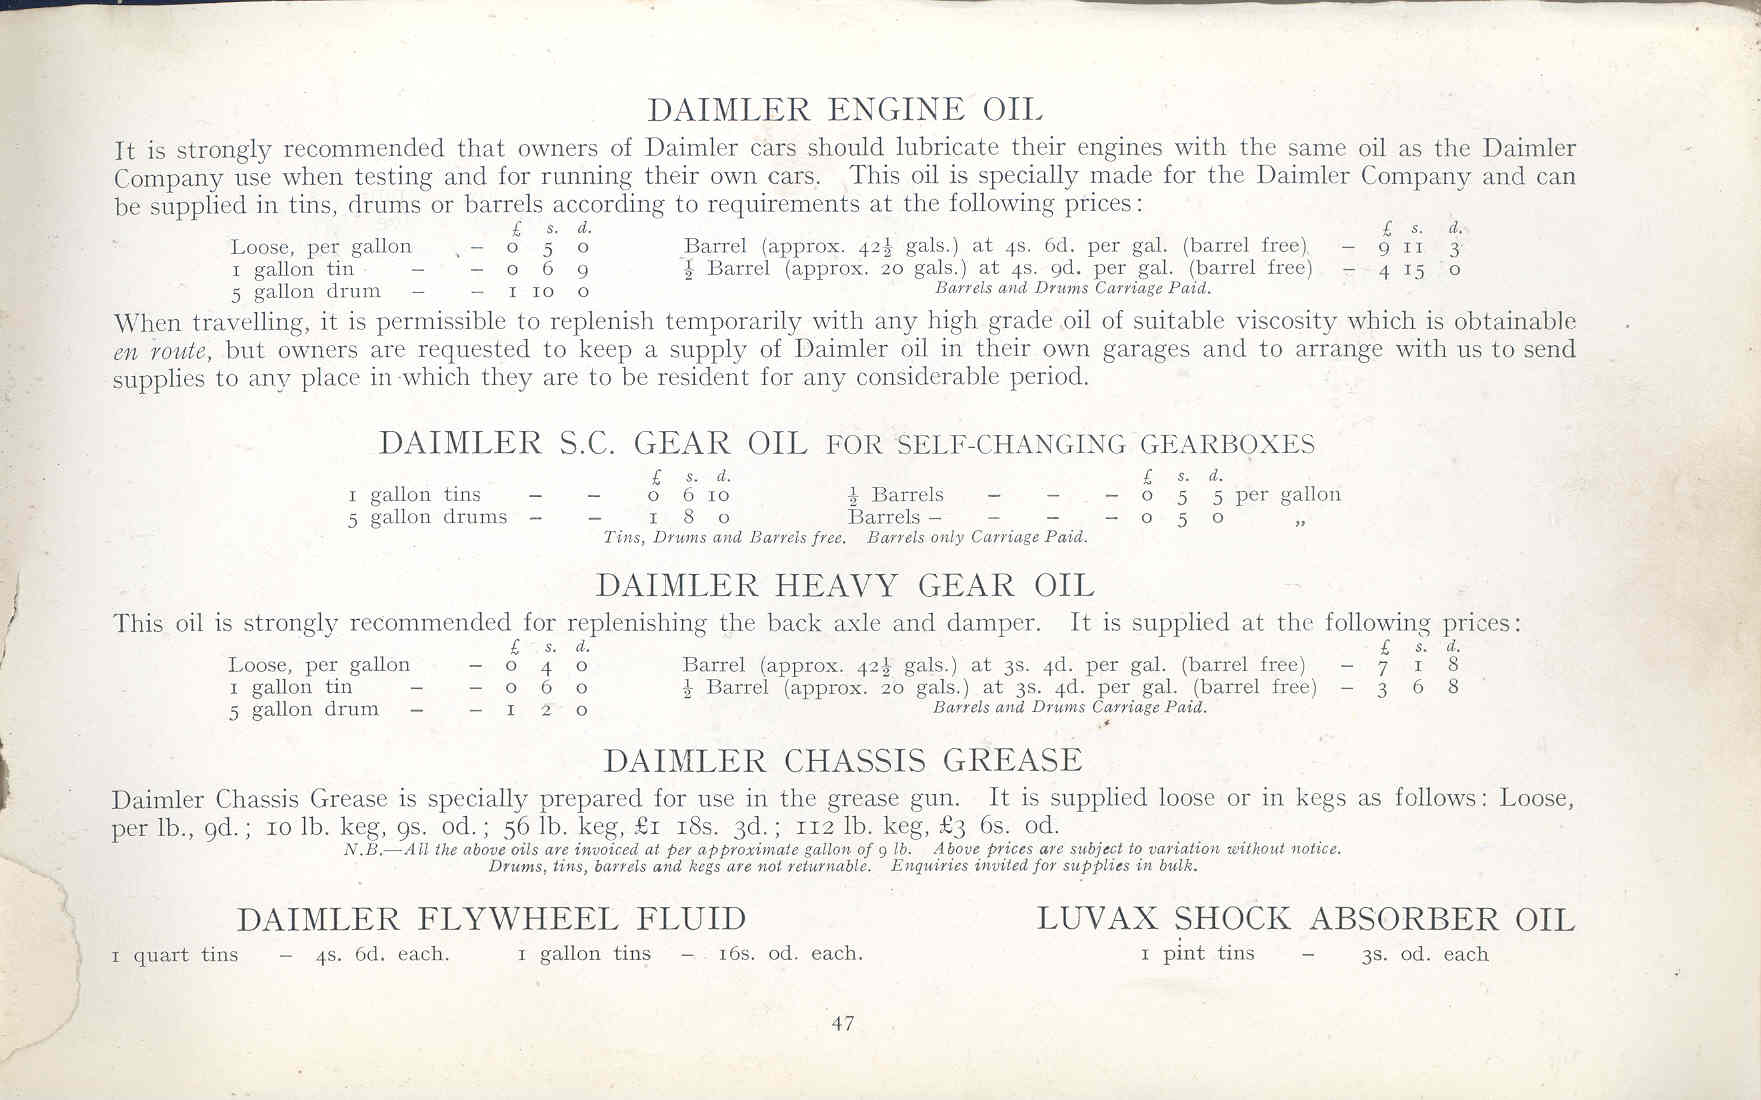 DAIMLER ENGINE OIL
It is strongly recommended that owners of Daimler cars should lubricate their engines with the same oil as the Daimler
Company use when testing and for running their own cars. This oil is specially made for the Daimler Company and can
be supplied in tins, drums or barrels according to requirements at the following prices:
£ s. d. £ s. d.
Loose, per gallon – 0 5 0 Barrel (approx. 42½ gals.) at 4s. 6d. per gal. (barrel free) – 9 11 3
1 gallon tin – – 0 6 9 ½ Barrel (approx. 20 gals.) at 4s. 9d. per gal. (barrel free) – 4 15 0
5 gallon drum – – 1 10 0 Barrels and Drums Carriage Paid.
When travelling, it is permissible to replenish temporarily with any high grade oil of suitable viscosity which is obtainable
en route, but owners are requested to keep a supply of Daimler oil in their own garages and to arrange with us to send
supplies to any place in which they are to be resident for any considerable period.
DAIMLER S.C. GEAR OIL FOR SELF-CHANGING GEARBOXES
£ s. d. £ s. d.
1 gallon tins – – 0 6 10 ½ Barrels – – – 0 5 5 per gallon
5 gallon drums – – 1 8 0 Barrels – – – – 0 5 0 „
Tins, Drums and Barrels free. Barrels only Carriage Paid.
DAIMLER HEAVY GEAR OIL
This oil is strongly recommended for replenishing the back axle and damper. It is supplied at the following prices:
£ s. d. £ s. d.
Loose, per gallon – 0 4 0 Barrel (approx. 42½ gals.) at 3s. 4d. per gal. (barrel free) – 7 1 8
1 gallon tin – – 0 6 0 ½ Barrel (approx. 20 gals.) at 3s. 4d. per gal. (barrel free) – 3 6 8
5 gallon drum – – 1 2 0 Barrels and Drums Carriage Paid.
DAIMLER CHASSIS GREASE
Daimler Chassis Grease is specially prepared for use in the grease gun. It is supplied loose or in kegs as follows: Loose,
per lb., 9d.; 10 lb. keg, 9s. 0d.; 56 lb. keg, £1 18s. 3d.; 112 lb. keg, £3 6s. 0d.
N.B.—All the above oils are invoiced at per approximate gallon of 9 lb. Above prices are subject to variation without notice.
Drums, tins, barrels and kegs are not returnable. Enquiries invited for supplies in bulk.
DAIMLER FLYWHEEL FLUID
1 quart tins – 4s. 6d. each. 1 gallon tins – 16s. 0d. each.
LUVAX SHOCK ABSORBER OIL
1 pint tins – 3s. 0d. each
47